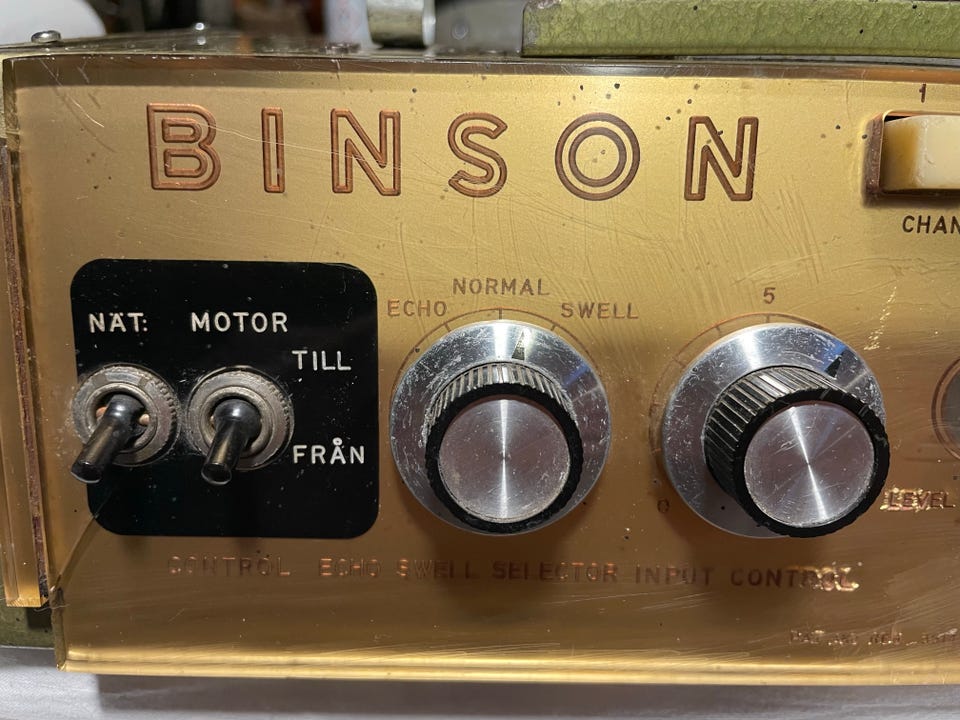 BINSON
1
CHAN
NÄT: MOTOR
TILL
FRÅN
ECHO NORMAL SWELL
5
0
LEVEL
CONTROL ECHO SWELL SELECTOR INPUT CONTROL